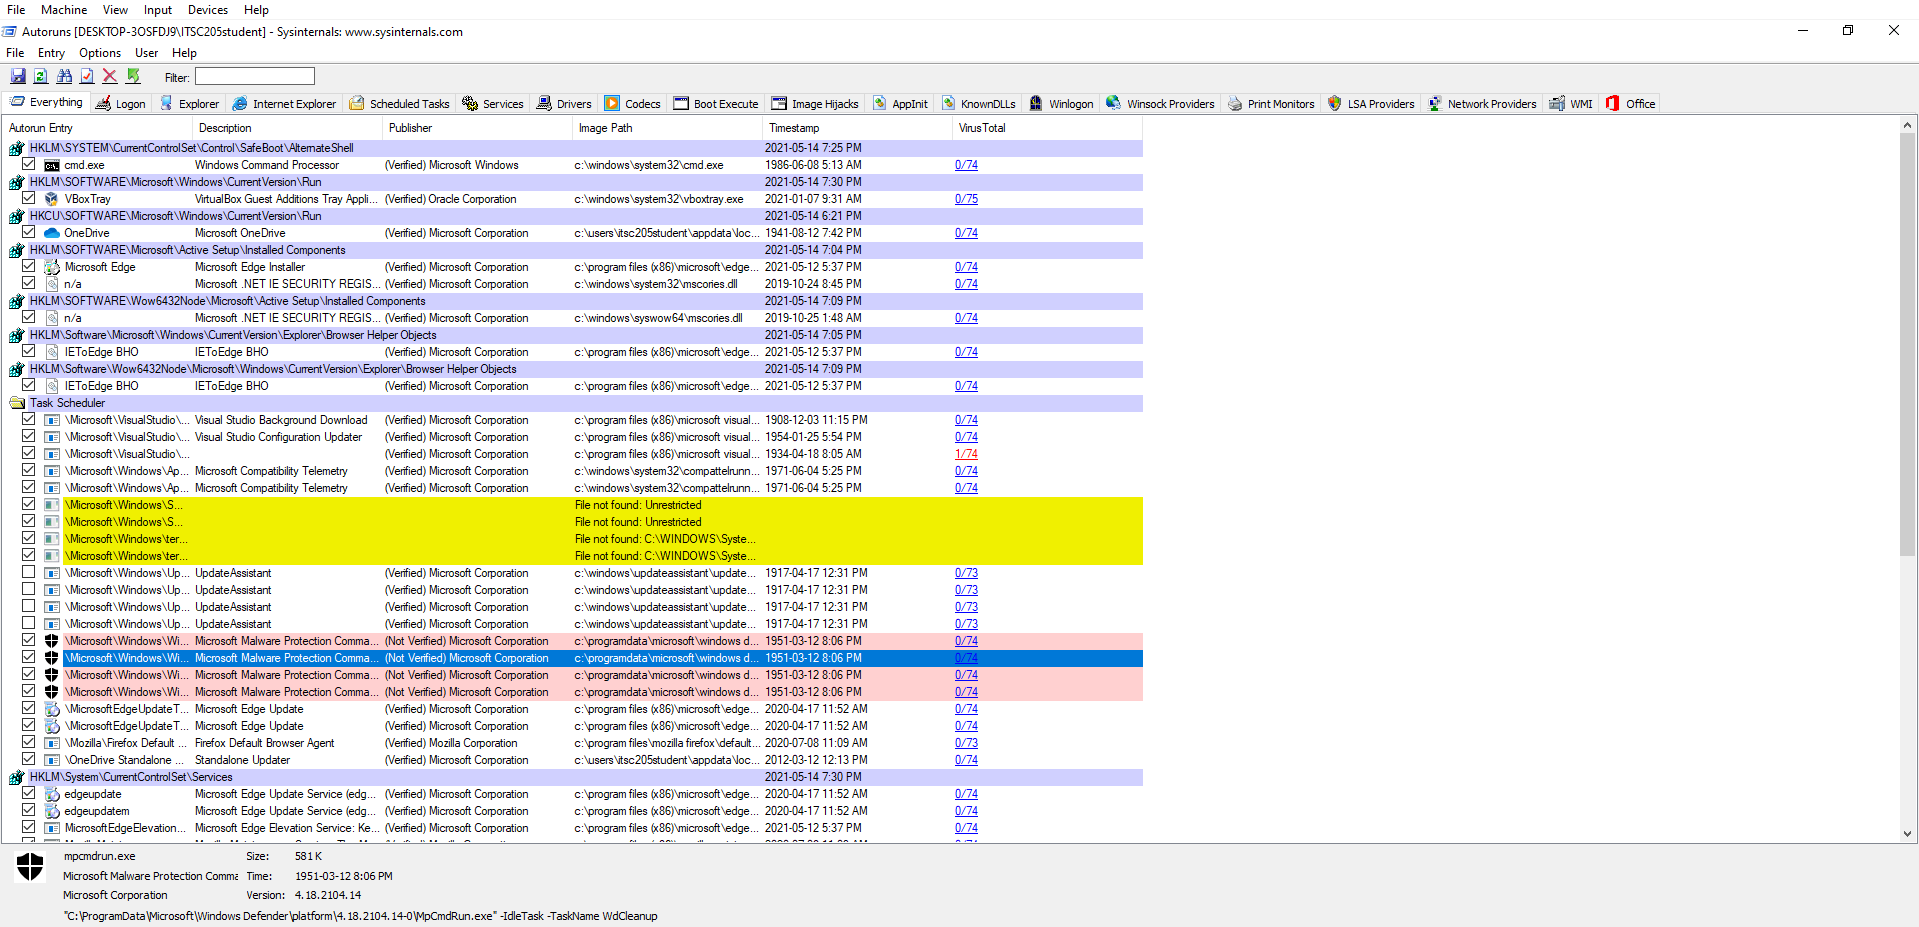 File Machine View Input Devices Help
Autoruns [DESKTOP-3OSFDJ9\ITSC205student] - Sysinternals: www.sysinternals.com
File Entry Options User Help
Filter:
Everything Logon Explorer Internet Explorer Scheduled Tasks Services Drivers Codecs Boot Execute Image Hijacks AppInit KnownDLLs Winlogon Winsock Providers Print Monitors LSA Providers Network Providers WMI Office
Autorun Entry Description Publisher Image Path Timestamp VirusTotal
HKLM\SYSTEM\CurrentControlSet\Control\SafeBoot\AlternateShell 2021-05-14 7:25 PM
cmd.exe Windows Command Processor (Verified) Microsoft Windows c:\windows\system32\cmd.exe 1986-06-08 5:13 AM 0/74
HKLM\SOFTWARE\Microsoft\Windows\CurrentVersion\Run 2021-05-14 7:30 PM
VBoxTray VirtualBox Guest Additions Tray Appli... (Verified) Oracle Corporation c:\windows\system32\vboxtray.exe 2021-01-07 9:31 AM 0/75
HKCU\SOFTWARE\Microsoft\Windows\CurrentVersion\Run 2021-05-14 6:21 PM
OneDrive Microsoft OneDrive (Verified) Microsoft Corporation c:\users\itsc205student\appdata\loc... 1941-08-12 7:42 PM 0/74
HKLM\SOFTWARE\Microsoft\Active Setup\Installed Components 2021-05-14 7:04 PM
Microsoft Edge Microsoft Edge Installer (Verified) Microsoft Corporation c:\program files (x86)\microsoft\edge... 2021-05-12 5:37 PM 0/74
n/a Microsoft .NET IE SECURITY REGIS... (Verified) Microsoft Corporation c:\windows\system32\mscories.dll 2019-10-24 8:45 PM 0/74
HKLM\SOFTWARE\Wow6432Node\Microsoft\Active Setup\Installed Components 2021-05-14 7:09 PM
n/a Microsoft .NET IE SECURITY REGIS... (Verified) Microsoft Corporation c:\windows\syswow64\mscories.dll 2019-10-25 1:48 AM 0/74
HKLM\Software\Microsoft\Windows\CurrentVersion\Explorer\Browser Helper Objects 2021-05-14 7:05 PM
IEToEdge BHO IEToEdge BHO (Verified) Microsoft Corporation c:\program files (x86)\microsoft\edge... 2021-05-12 5:37 PM 0/74
HKLM\Software\Wow6432Node\Microsoft\Windows\CurrentVersion\Explorer\Browser Helper Objects 2021-05-14 7:09 PM
IEToEdge BHO IEToEdge BHO (Verified) Microsoft Corporation c:\program files (x86)\microsoft\edge... 2021-05-12 5:37 PM 0/74
Task Scheduler
\Microsoft\VisualStudio\... Visual Studio Background Download (Verified) Microsoft Corporation c:\program files (x86)\microsoft visual... 1908-12-03 11:15 PM 0/74
\Microsoft\VisualStudio\... Visual Studio Configuration Updater (Verified) Microsoft Corporation c:\program files (x86)\microsoft visual... 1954-01-25 5:54 PM 0/74
\Microsoft\VisualStudio\... (Verified) Microsoft Corporation c:\program files (x86)\microsoft visual... 1934-04-18 8:05 AM 1/74
\Microsoft\Windows\Ap... Microsoft Compatibility Telemetry (Verified) Microsoft Corporation c:\windows\system32\compattelrunn... 1971-06-04 5:25 PM 0/74
\Microsoft\Windows\Ap... Microsoft Compatibility Telemetry (Verified) Microsoft Corporation c:\windows\system32\compattelrunn... 1971-06-04 5:25 PM 0/74
\Microsoft\Windows\S... File not found: Unrestricted
\Microsoft\Windows\S... File not found: Unrestricted
\Microsoft\Windows\ter... File not found: C:\WINDOWS\Syste...
\Microsoft\Windows\ter... File not found: C:\WINDOWS\Syste...
\Microsoft\Windows\Up... UpdateAssistant (Verified) Microsoft Corporation c:\windows\updateassistant\update... 1917-04-17 12:31 PM 0/73
\Microsoft\Windows\Up... UpdateAssistant (Verified) Microsoft Corporation c:\windows\updateassistant\update... 1917-04-17 12:31 PM 0/73
\Microsoft\Windows\Up... UpdateAssistant (Verified) Microsoft Corporation c:\windows\updateassistant\update... 1917-04-17 12:31 PM 0/73
\Microsoft\Windows\Up... UpdateAssistant (Verified) Microsoft Corporation c:\windows\updateassistant\update... 1917-04-17 12:31 PM 0/73
\Microsoft\Windows\Wi... Microsoft Malware Protection Comma... (Not Verified) Microsoft Corporation c:\programdata\microsoft\windows d... 1951-03-12 8:06 PM 0/74
\Microsoft\Windows\Wi... Microsoft Malware Protection Comma... (Not Verified) Microsoft Corporation c:\programdata\microsoft\windows d... 1951-03-12 8:06 PM 0/74
\Microsoft\Windows\Wi... Microsoft Malware Protection Comma... (Not Verified) Microsoft Corporation c:\programdata\microsoft\windows d... 1951-03-12 8:06 PM 0/74
\Microsoft\Windows\Wi... Microsoft Malware Protection Comma... (Not Verified) Microsoft Corporation c:\programdata\microsoft\windows d... 1951-03-12 8:06 PM 0/74
\MicrosoftEdgeUpdateT... Microsoft Edge Update (Verified) Microsoft Corporation c:\program files (x86)\microsoft\edge... 2020-04-17 11:52 AM 0/74
\MicrosoftEdgeUpdateT... Microsoft Edge Update (Verified) Microsoft Corporation c:\program files (x86)\microsoft\edge... 2020-04-17 11:52 AM 0/74
\Mozilla\Firefox Default ... Firefox Default Browser Agent (Verified) Mozilla Corporation c:\program files\mozilla firefox\default... 2020-07-08 11:09 AM 0/73
\OneDrive Standalone ... Standalone Updater (Verified) Microsoft Corporation c:\users\itsc205student\appdata\loc... 2012-03-12 12:13 PM 0/74
HKLM\System\CurrentControlSet\Services 2021-05-14 7:30 PM
edgeupdate Microsoft Edge Update Service (edg... (Verified) Microsoft Corporation c:\program files (x86)\microsoft\edge... 2020-04-17 11:52 AM 0/74
edgeupdatem Microsoft Edge Update Service (edg... (Verified) Microsoft Corporation c:\program files (x86)\microsoft\edge... 2020-04-17 11:52 AM 0/74
MicrosoftEdgeElevation... Microsoft Edge Elevation Service: Ke... (Verified) Microsoft Corporation c:\program files (x86)\microsoft\edge... 2021-05-12 5:37 PM 0/74
mpcmdrun.exe Size: 581 K
Microsoft Malware Protection Comma Time: 1951-03-12 8:06 PM
Microsoft Corporation Version: 4.18.2104.14
"C:\ProgramData\Microsoft\Windows Defender\platform\4.18.2104.14-0\MpCmdRun.exe" -IdleTask -TaskName WdCleanup